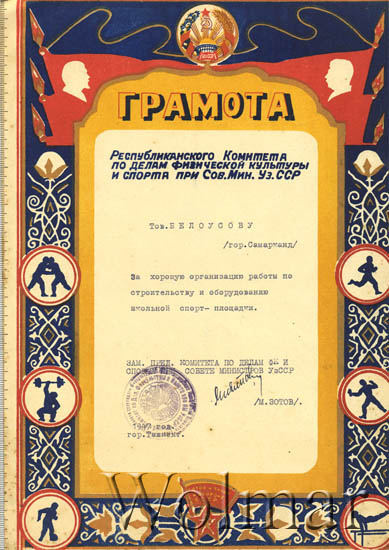 ГРАМОТА
Республиканского Комитета
по делам физической культуры
и спорта при Сов. Мин. Уз. ССР
Тов. БЕЛОУСОВУ
/гор.Самарканд/
За хорошую организацию работы по
строительству и оборудованию
школьной спорт- площадки.
ЗАМ. ПРЕД. КОМИТЕТА ПО ДЕЛАМ ФК И
СПОРТА СОВЕТЕ МИНИСТРОВ УзССР
/М.ЗОТОВ/.
год.
гор.Ташкент.
Wolmar